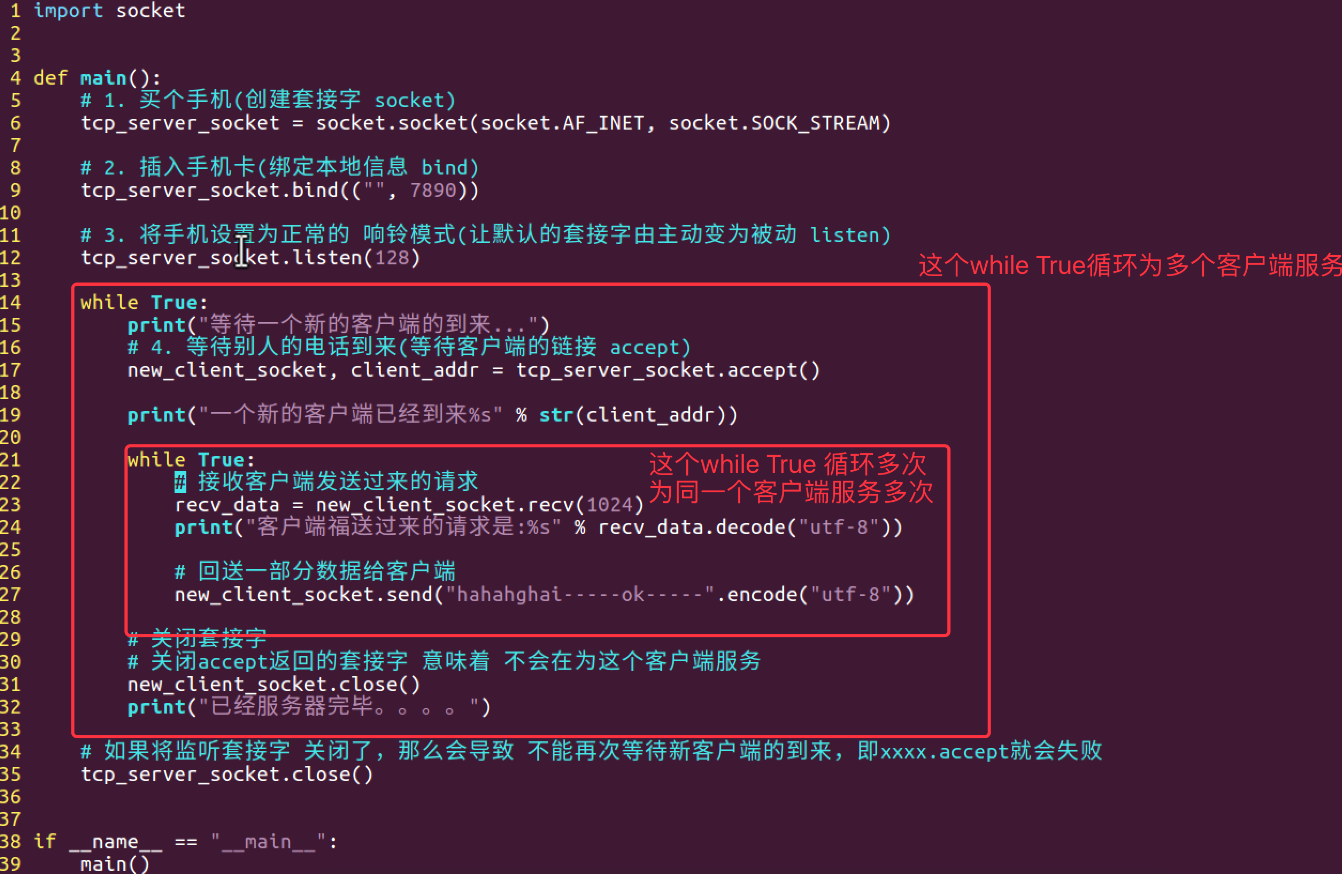 1 import socket
2
3
4 def main():
5     # 1. 买个手机(创建套接字 socket)
6     tcp_server_socket = socket.socket(socket.AF_INET, socket.SOCK_STREAM)
7
8     # 2. 插入手机卡(绑定本地信息 bind)
9     tcp_server_socket.bind(("", 7890))
10
11     # 3. 将手机设置为正常的 响铃模式(让默认的套接字由主动变为被动 listen)
12     tcp_server_socket.listen(128)
这个while True循环为多个客户端服务
13
14     while True:
15         print("等待一个新的客户端的到来...")
16         # 4. 等待别人的电话到来(等待客户端的链接 accept)
17         new_client_socket, client_addr = tcp_server_socket.accept()
18
19         print("一个新的客户端已经到来%s" % str(client_addr))
20
21         while True:
这个while True 循环多次
为同一个客户端服务多次
22             # 接收客户端发送过来的请求
23             recv_data = new_client_socket.recv(1024)
24             print("客户端福送过来的请求是:%s" % recv_data.decode("utf-8"))
25
26             # 回送一部分数据给客户端
27             new_client_socket.send("hahahghai-----ok-----".encode("utf-8"))
28
29         # 关闭套接字
30         # 关闭accept返回的套接字 意味着 不会在为这个客户端服务
31         new_client_socket.close()
32         print("已经服务器完毕。。。。")
33
34     # 如果将监听套接字 关闭了，那么会导致 不能再次等待新客户端的到来，即xxxx.accept就会失败
35     tcp_server_socket.close()
36
37
38 if __name__ == "__main__":
39     main()